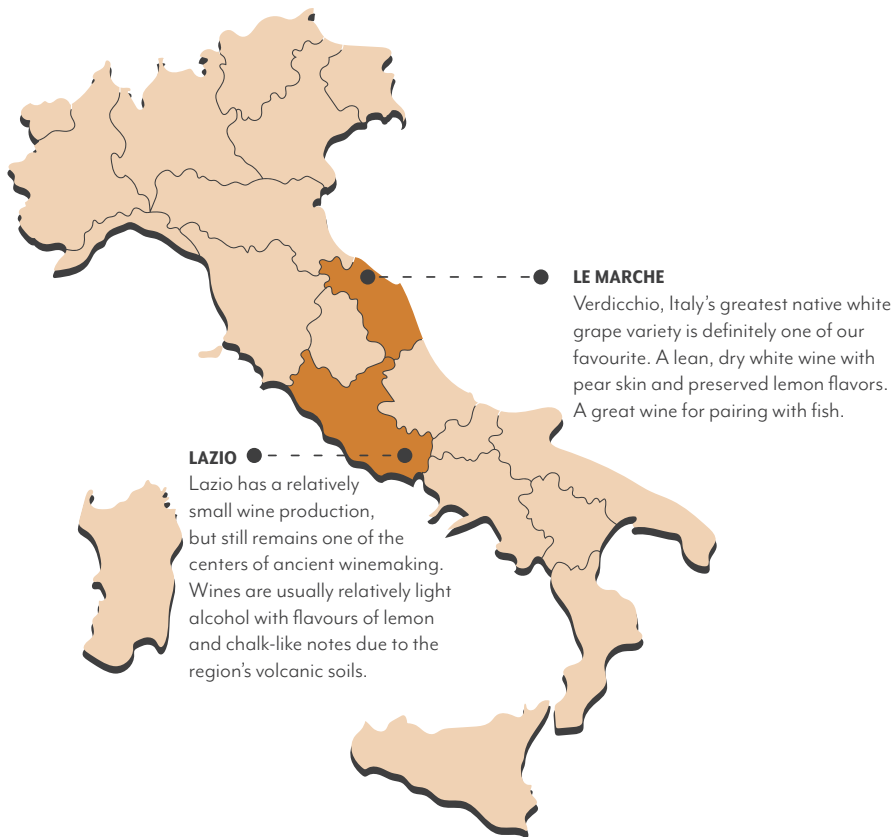 LE MARCHE
Verdicchio, Italy’s greatest native white
grape variety is definitely one of our
favourite. A lean, dry white wine with
pear skin and preserved lemon flavors.
A great wine for pairing with fish.
LAZIO
Lazio has a relatively
small wine production,
but still remains one of the
centers of ancient winemaking.
Wines are usually relatively light
alcohol with flavours of lemon
and chalk-like notes due to the
region’s volcanic soils.